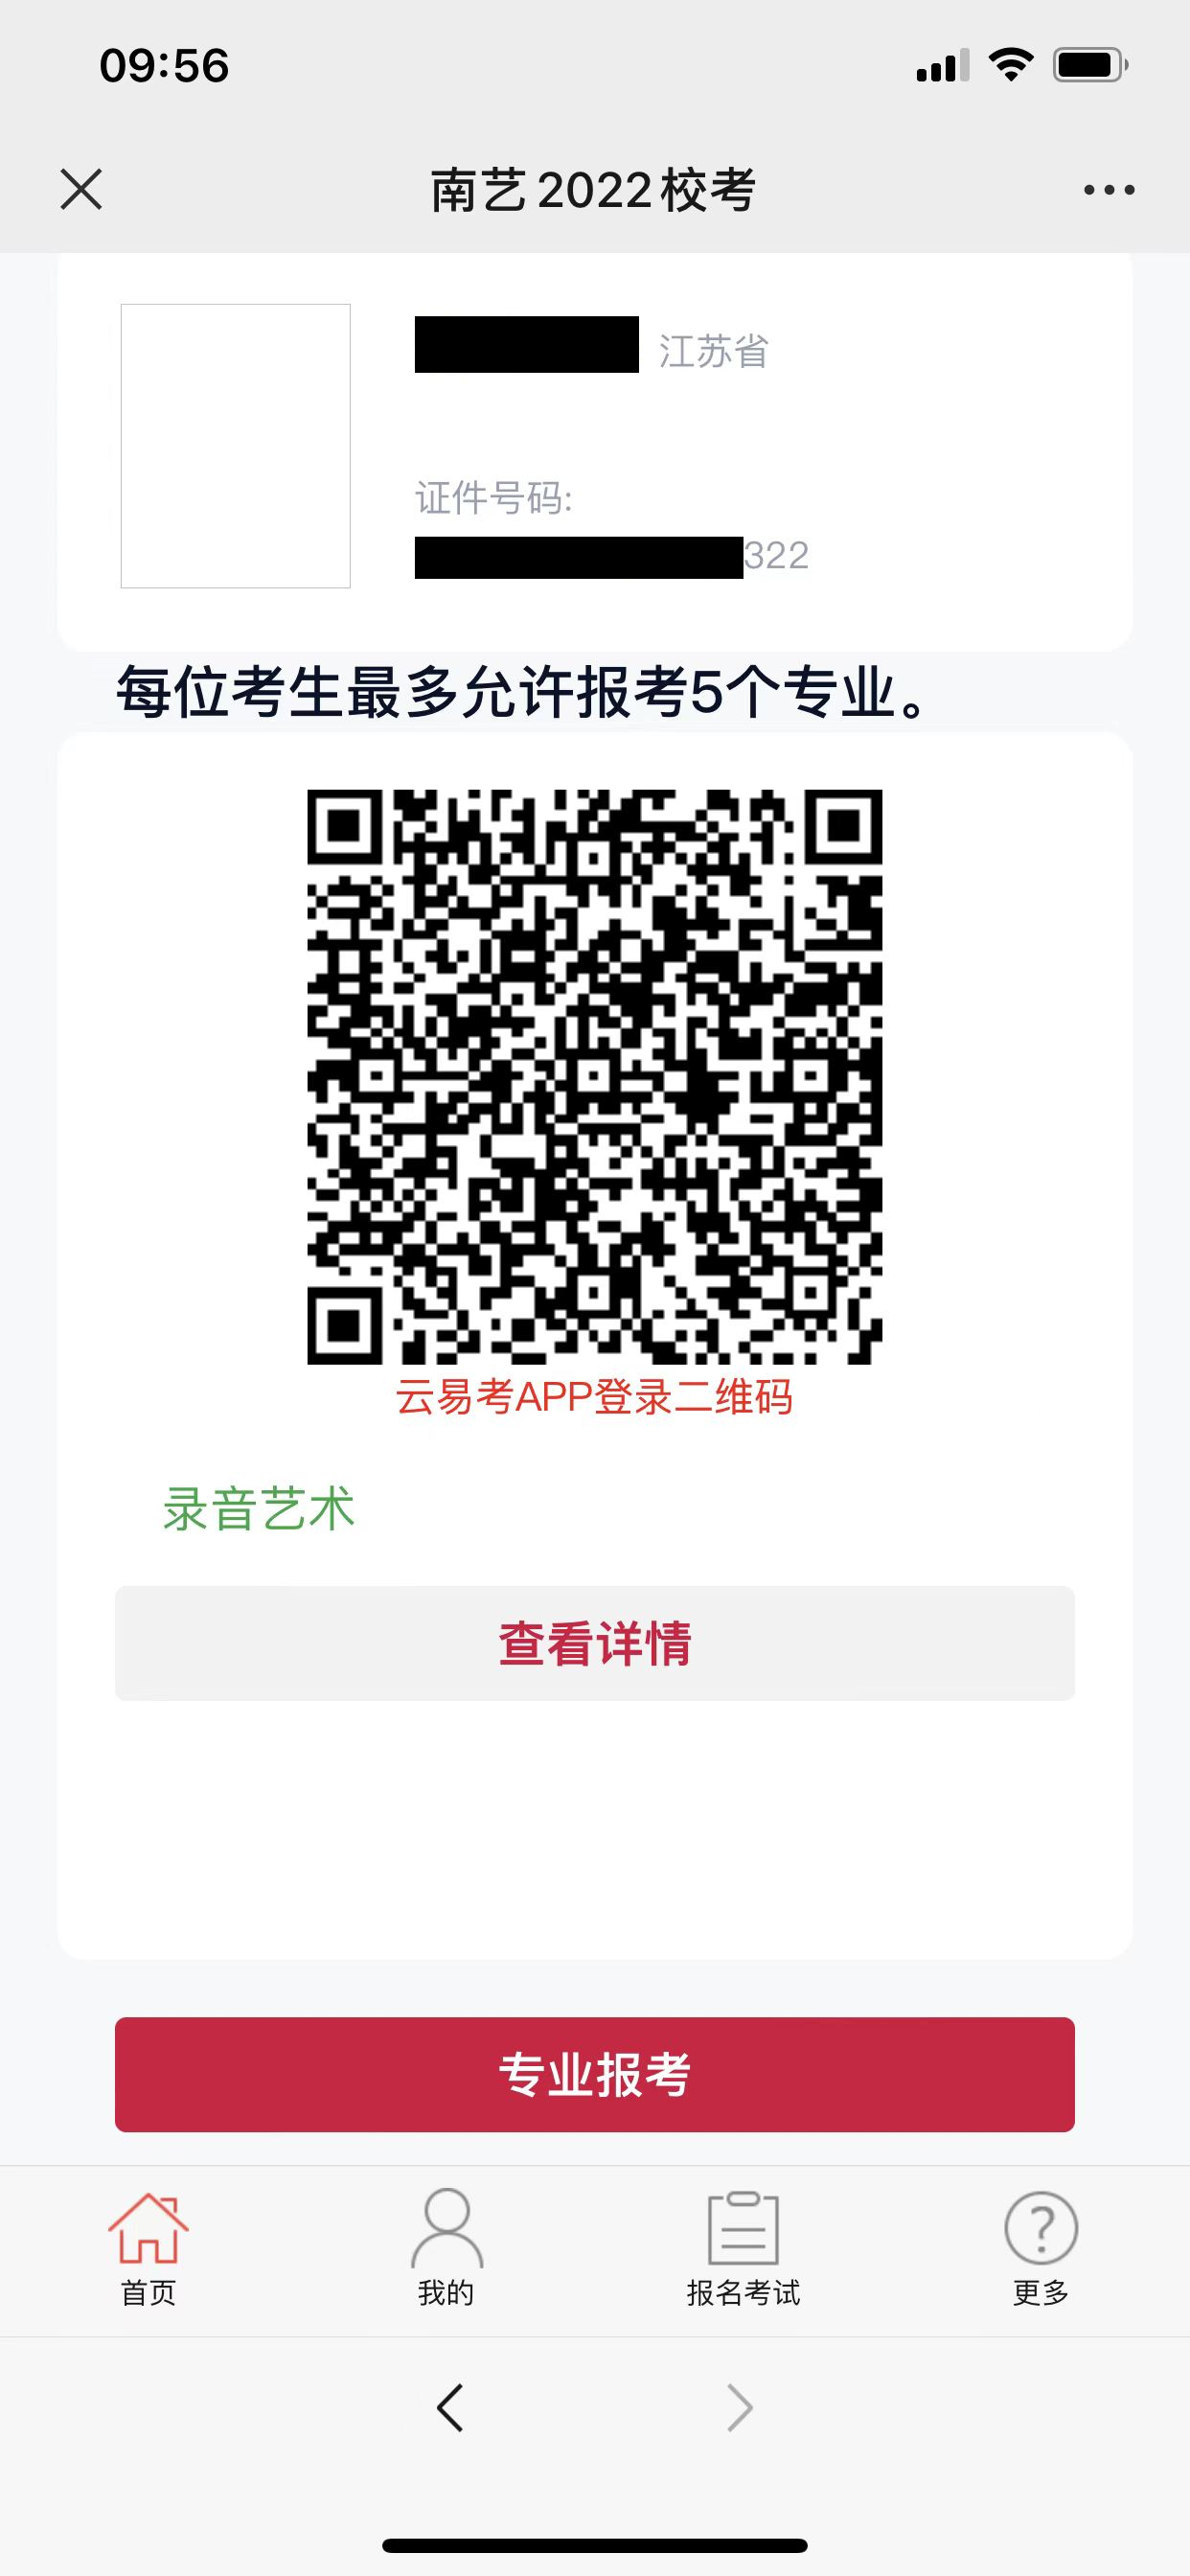 09:56
南艺2022校考
江苏省
证件号码:
322
每位考生最多允许报考5个专业。
云易考APP登录二维码
录音艺术
查看详情
专业报考
首页
我的
报名考试
更多